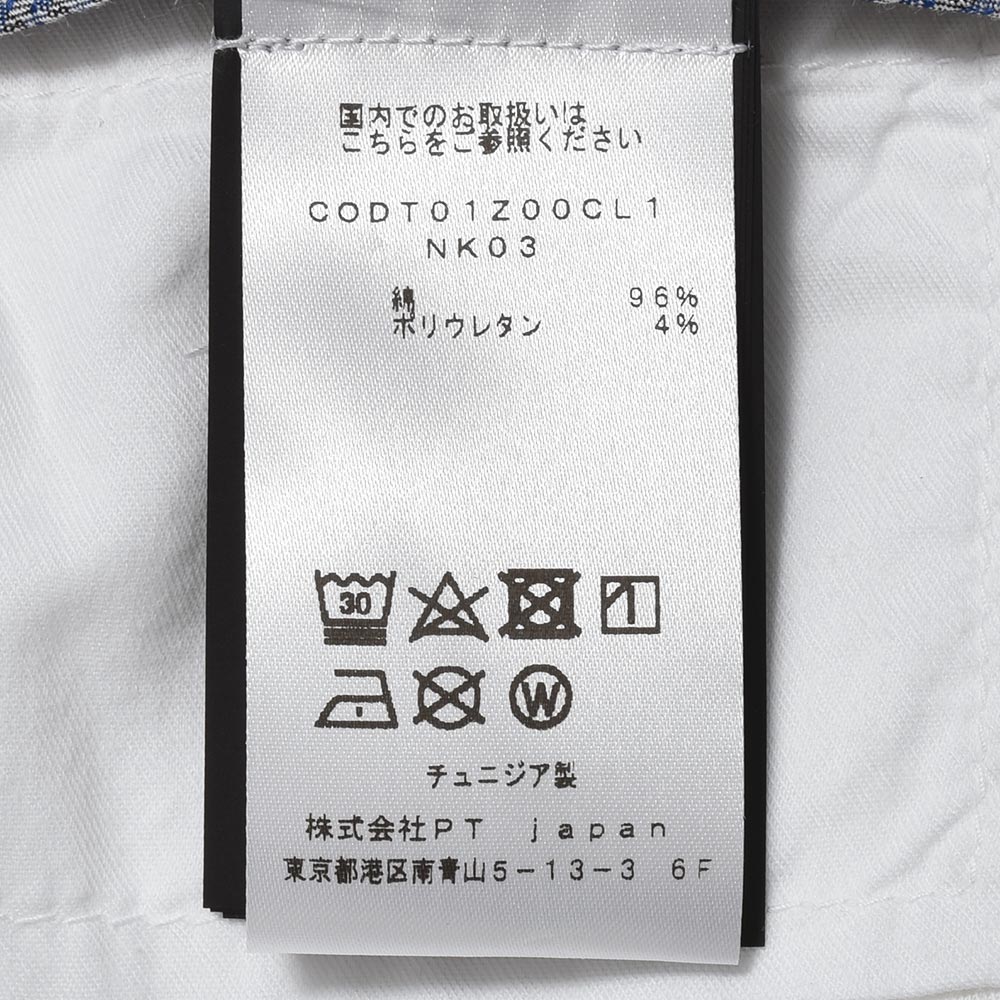 国内でのお取扱いは
こちらをご参照ください
CODT01Z00CL1
NK03
綿 96%
ポリウレタン 4%
30
W
チュニジア製
株式会社PT japan
東京都港区南青山5-13-3 6F